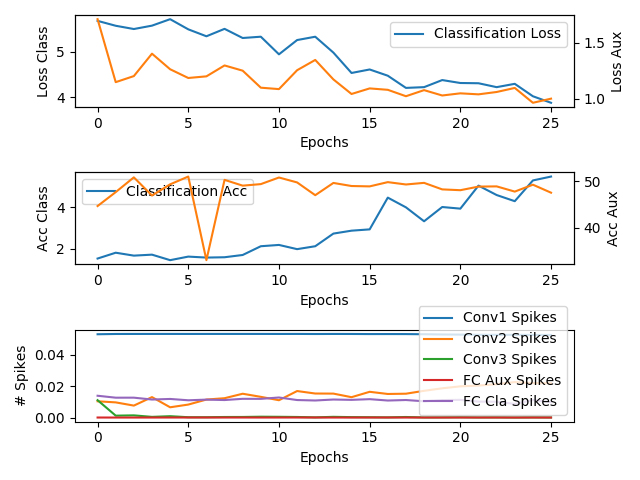 Classification Loss
Loss Class
Loss Aux
5
4
1.5
1.0
0 5 10 15 20 25
Epochs
Classification Acc
Acc Class
Acc Aux
4
2
50
40
0 5 10 15 20 25
Epochs
Conv1 Spikes
Conv2 Spikes
Conv3 Spikes
FC Aux Spikes
FC Cla Spikes
# Spikes
0.04
0.02
0.00
0 5 10 15 20 25
Epochs